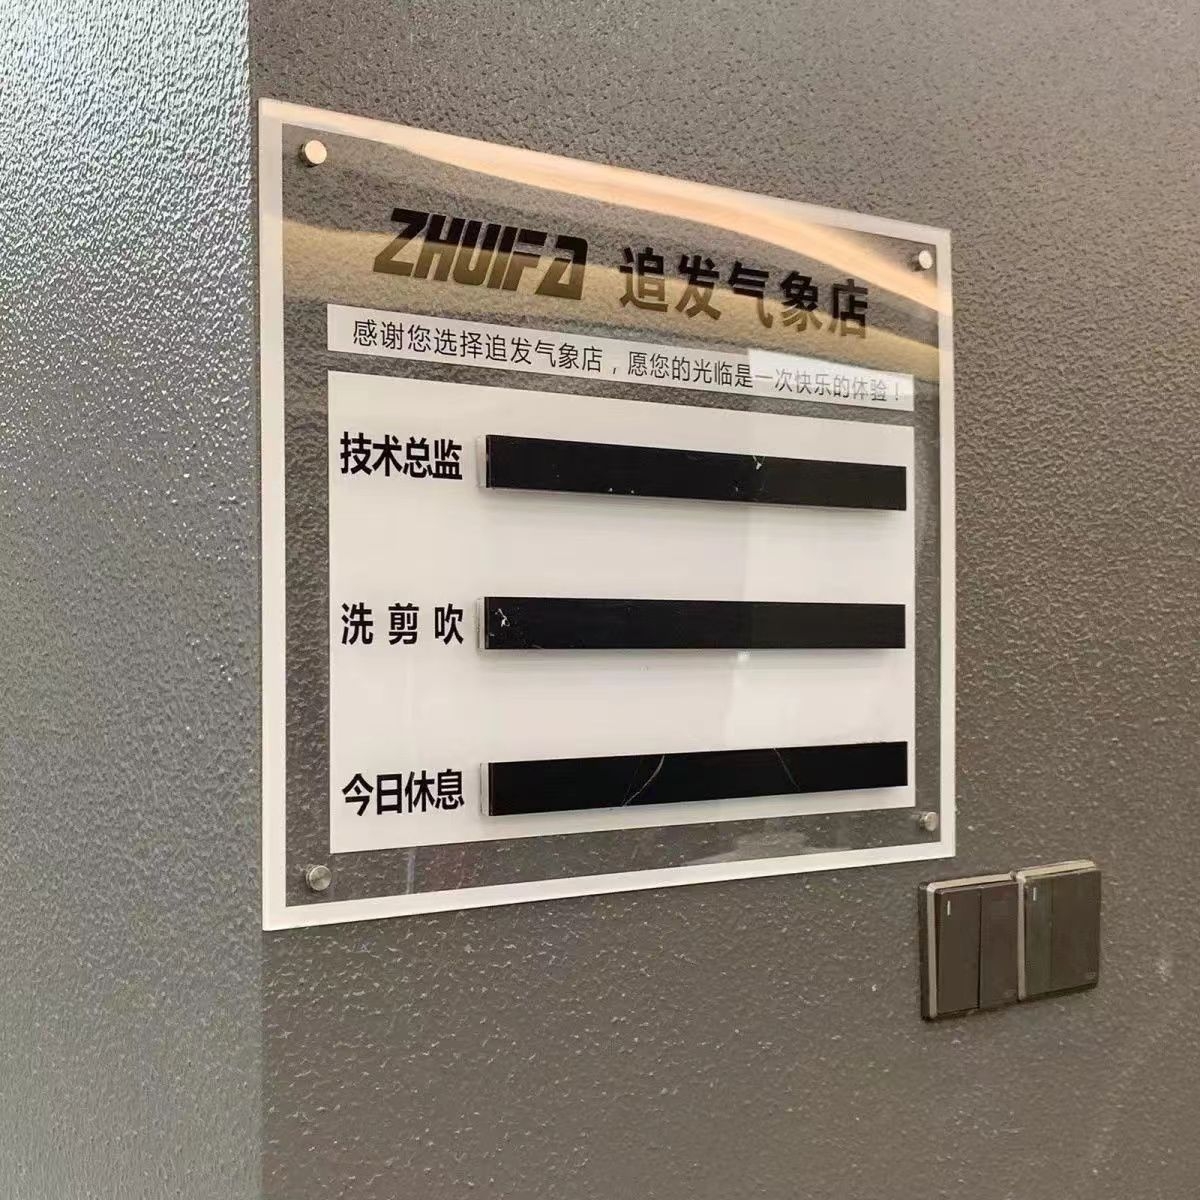 ZHUIFA 追发气象店
感谢您选择追发气象店，愿您的光临是一次快乐的体验！
技术总监
洗剪吹
今日休息